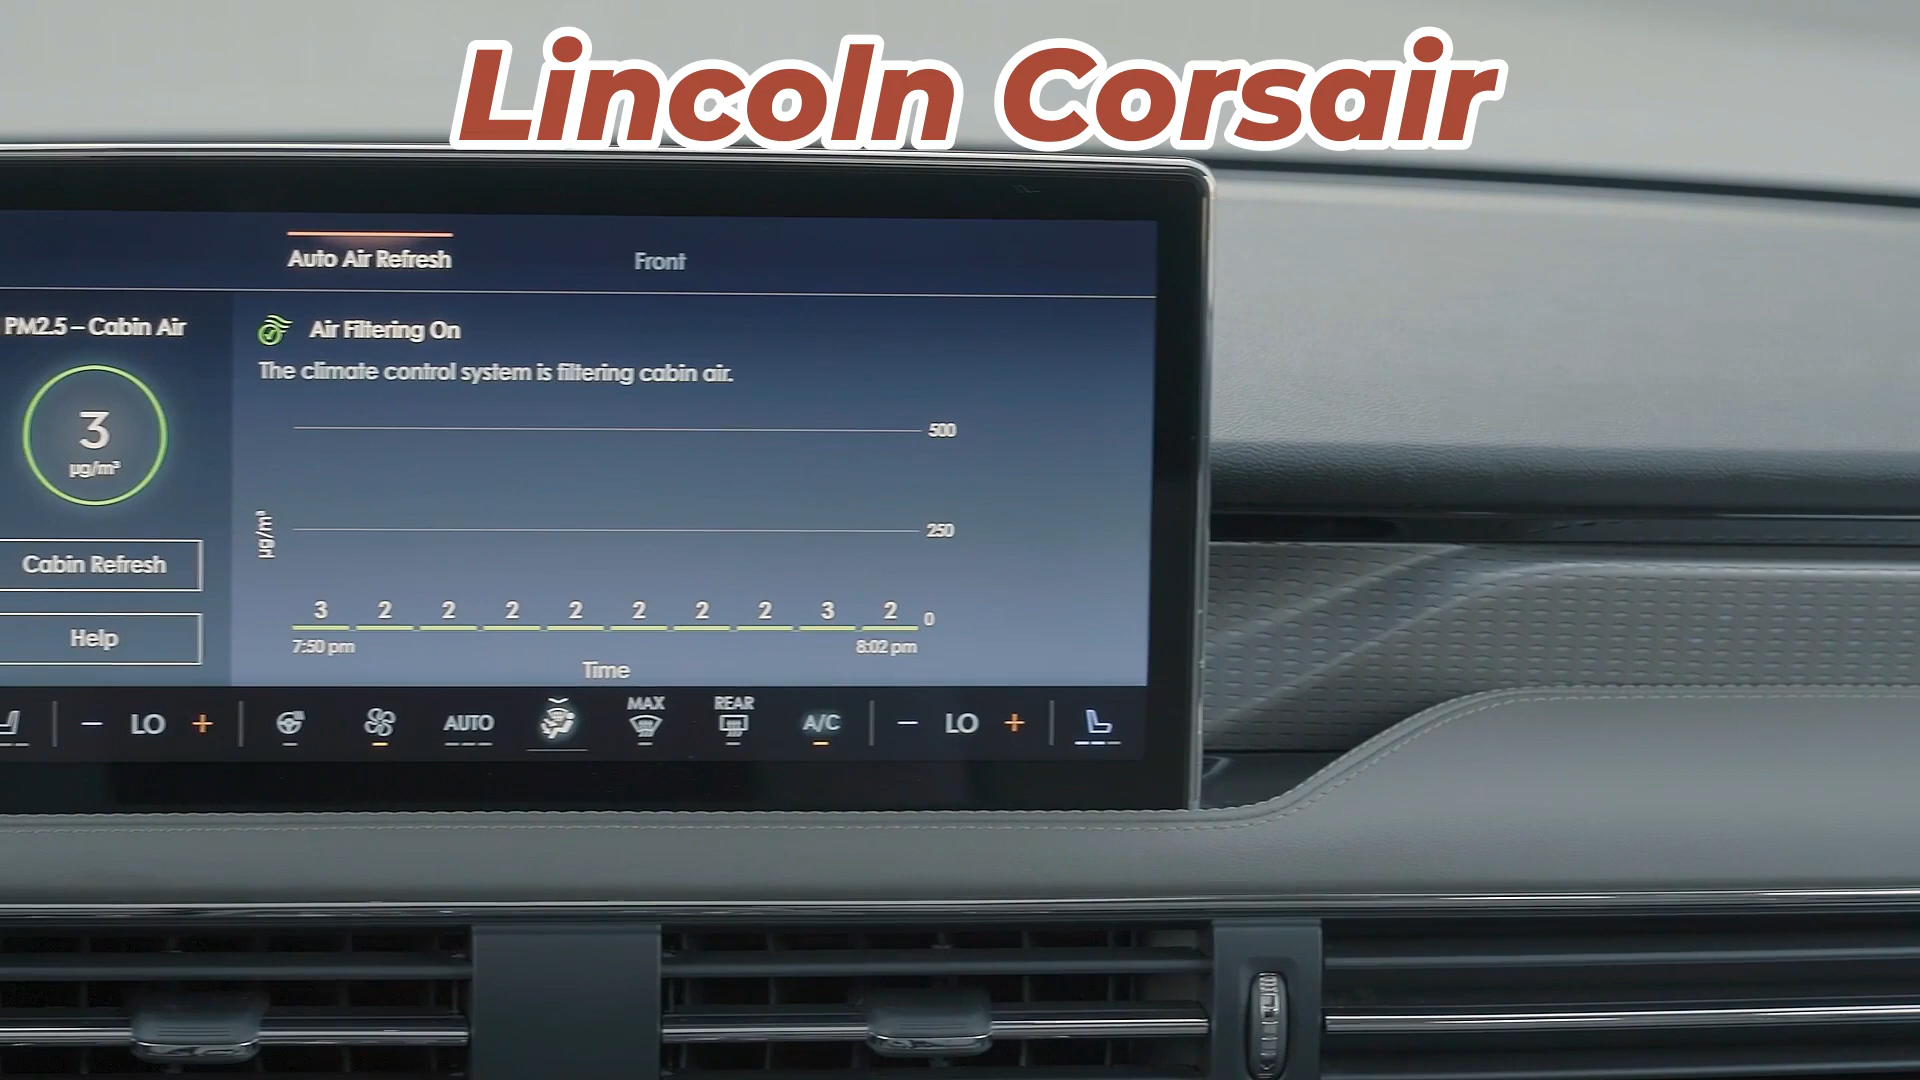 Lincoln Corsair
Auto Air Refresh
Front
PM2.5 – Cabin Air
3
µg/m³
Cabin Refresh
Help
Air Filtering On
The climate control system is filtering cabin air.
500
250
0
µg/m³
3 2 2 2 2 2 2 2 3 2
7:50 pm
8:02 pm
Time
− LO +
AUTO
MAX
REAR
A/C
− LO +